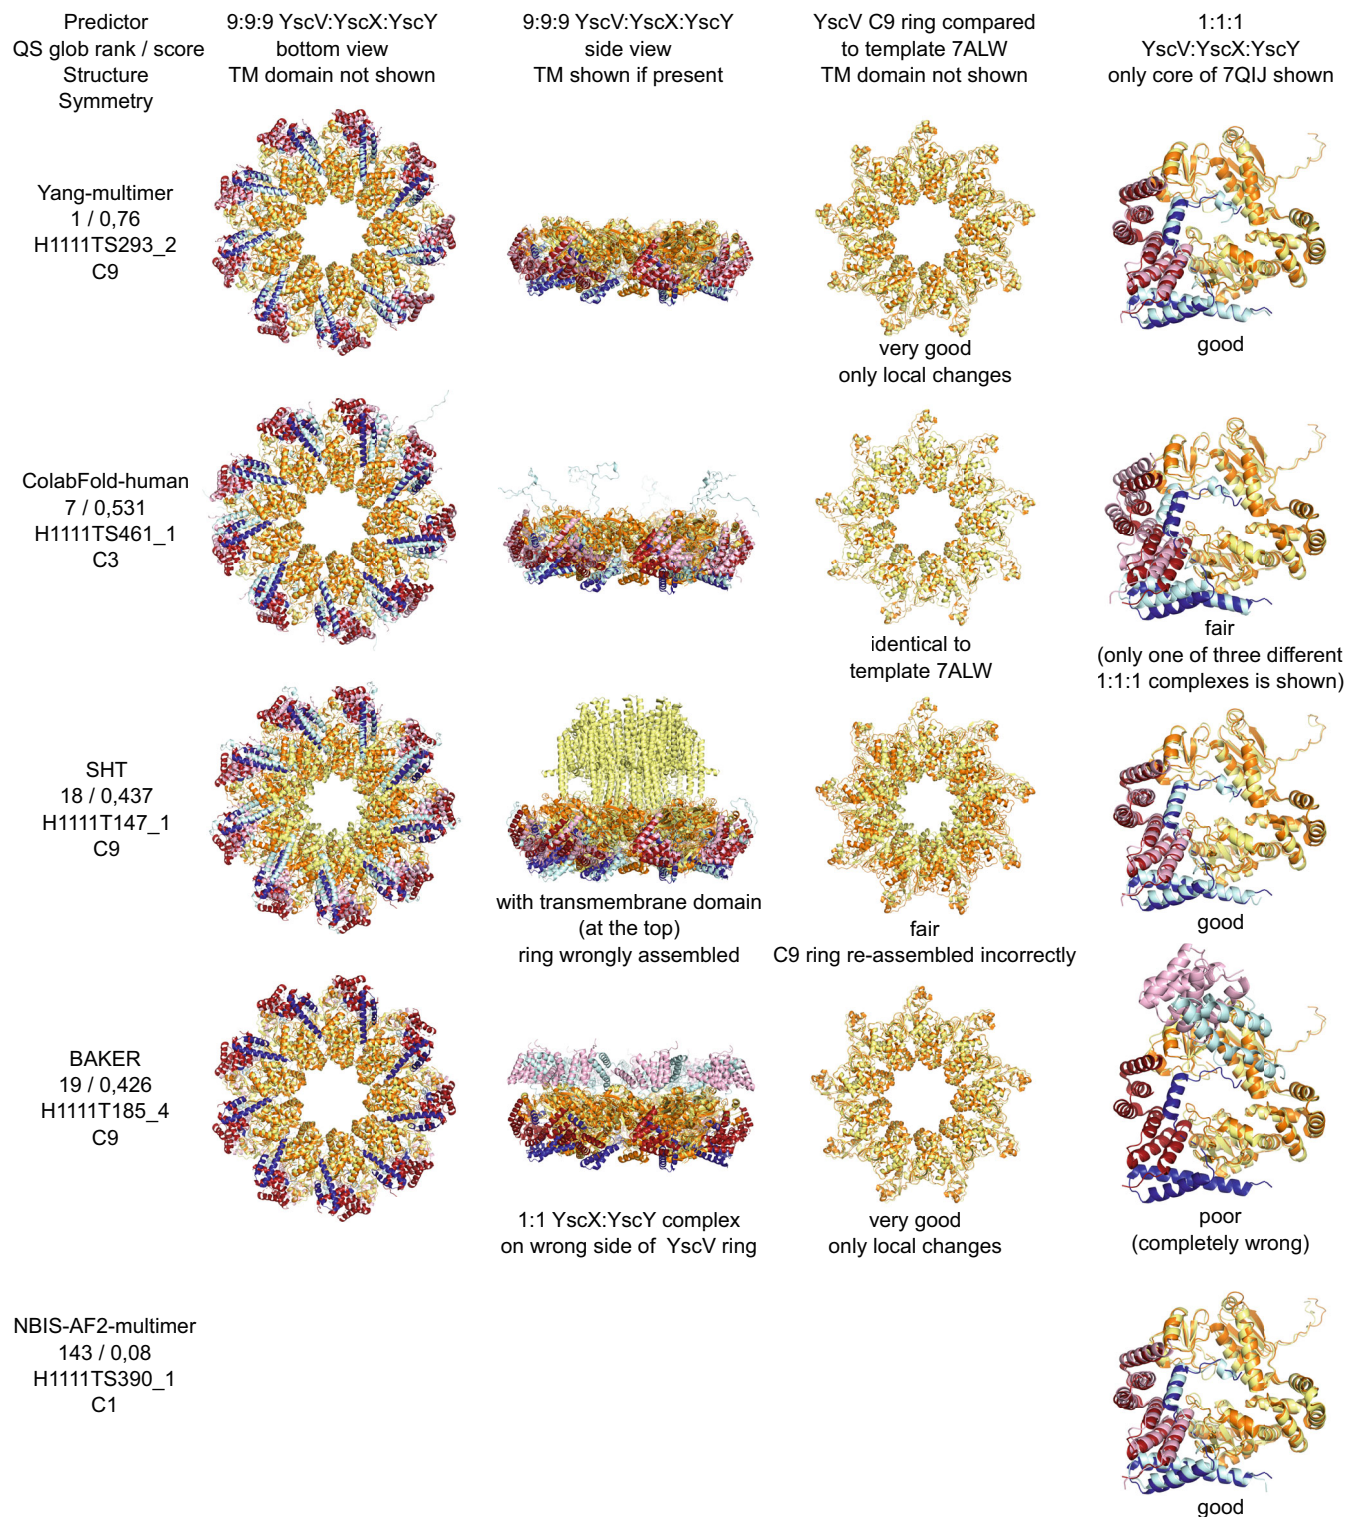 Predictor
QS glob rank / score
Structure
Symmetry
9:9:9 YscV:YscX:YscY
bottom view
TM domain not shown
9:9:9 YscV:YscX:YscY
side view
TM shown if present
YscV C9 ring compared
to template 7ALW
TM domain not shown
1:1:1
YscV:YscX:YscY
only core of 7QIJ shown
Yang-multimer
1 / 0,76
H1111TS293_2
C9
very good
only local changes
good
ColabFold-human
7 / 0,531
H1111TS461_1
C3
identical to
template 7ALW
fair
(only one of three different
1:1:1 complexes is shown)
SHT
18 / 0,437
H1111T147_1
C9
with transmembrane domain
(at the top)
ring wrongly assembled
fair
C9 ring re-assembled incorrectly
good
BAKER
19 / 0,426
H1111T185_4
C9
1:1 YscX:YscY complex
on wrong side of YscV ring
very good
only local changes
poor
(completely wrong)
NBIS-AF2-multimer
143 / 0,08
H1111TS390_1
C1
good